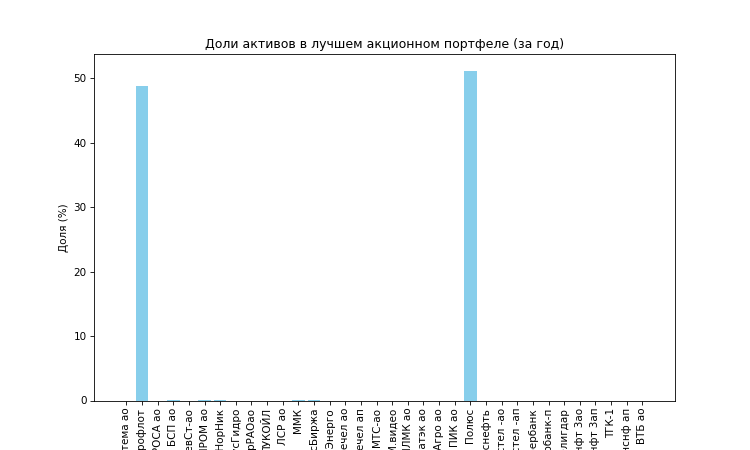 Доли активов в лучшем акционном портфеле (за год)
Доля (%)
50
40
30
20
10
0
тема ао
рофлот
РОСА ао
БСП ао
евСт-ао
ПРОМ ао
НорНик
сГидро
рРАОао
УКОЙЛ
ЛСР ао
ММК
сБиржа
Энерго
ечел ао
ечел ап
МТС-ао
М.видео
ЛМК ао
атэк ао
Агро ао
ПИК ао
Полюс
снефть
стел -ао
стел -ап
ербанк
рбанк-п
лигдар
нфт 3ао
нфт 3ап
ТГК-1
нснф ап
ВТБ ао